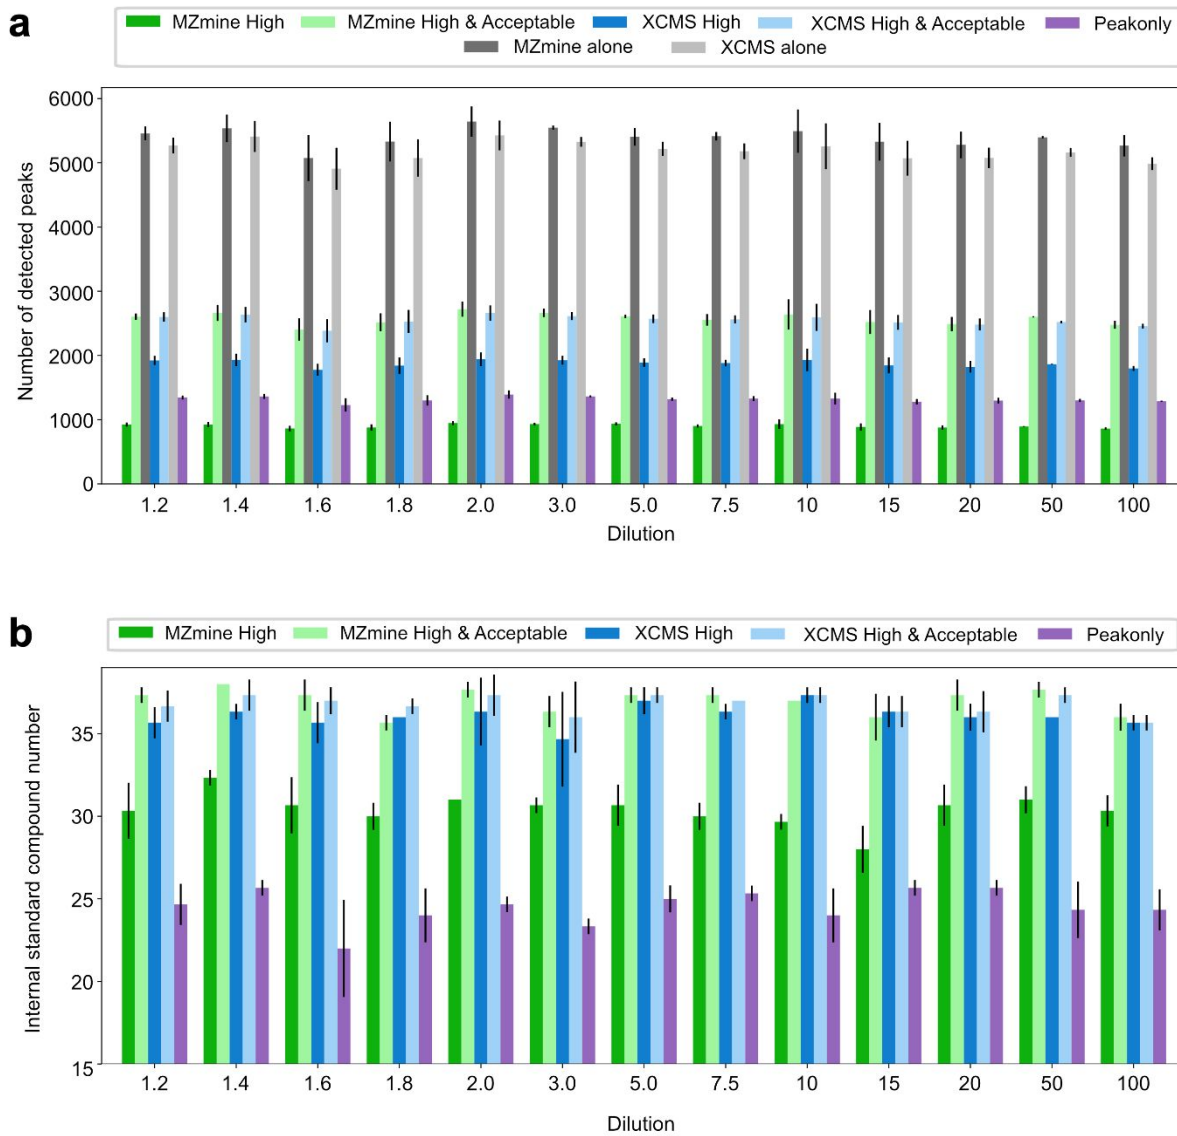 a
MZmine High MZmine High & Acceptable XCMS High XCMS High & Acceptable Peakonly
MZmine alone XCMS alone
Number of detected peaks
6000
5000
4000
3000
2000
1000
0
1.2 1.4 1.6 1.8 2.0 3.0 5.0 7.5 10 15 20 50 100
Dilution
b
MZmine High MZmine High & Acceptable XCMS High XCMS High & Acceptable Peakonly
Internal standard compound number
35
30
25
20
15
1.2 1.4 1.6 1.8 2.0 3.0 5.0 7.5 10 15 20 50 100
Dilution